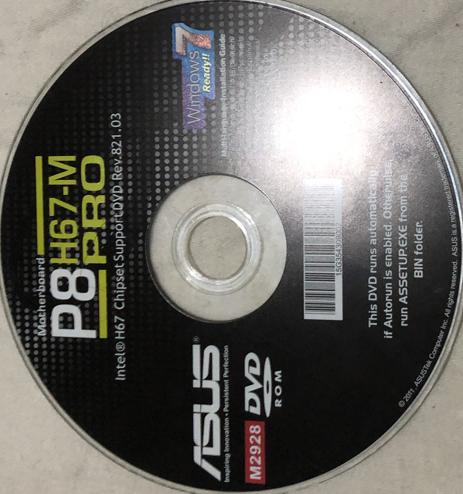 Motherboard
P8H67-M
PRO
Intel® H67 Chipset Support DVD Rev.821.03
Windows 7
Ready!!
Installation Guide
ASUS®
Inspiring Innovation • Persistent Perfection
M2928
DVD
ROM
This DVD runs automatically
if Autorun is enabled. Otherwise,
run ASSETUP.EXE from the
BIN folder.
© 2011, ASUSTek Computer Inc. All rights reserved. ASUS is a registered trademark